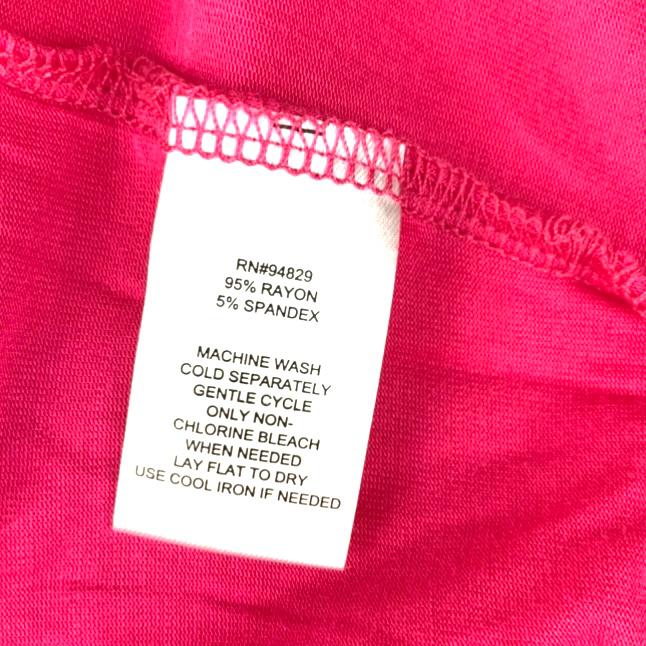 RN#94829
95% RAYON
5% SPANDEX
MACHINE WASH
COLD SEPARATELY
GENTLE CYCLE
ONLY NON-
CHLORINE BLEACH
WHEN NEEDED
LAY FLAT TO DRY
USE COOL IRON IF NEEDED